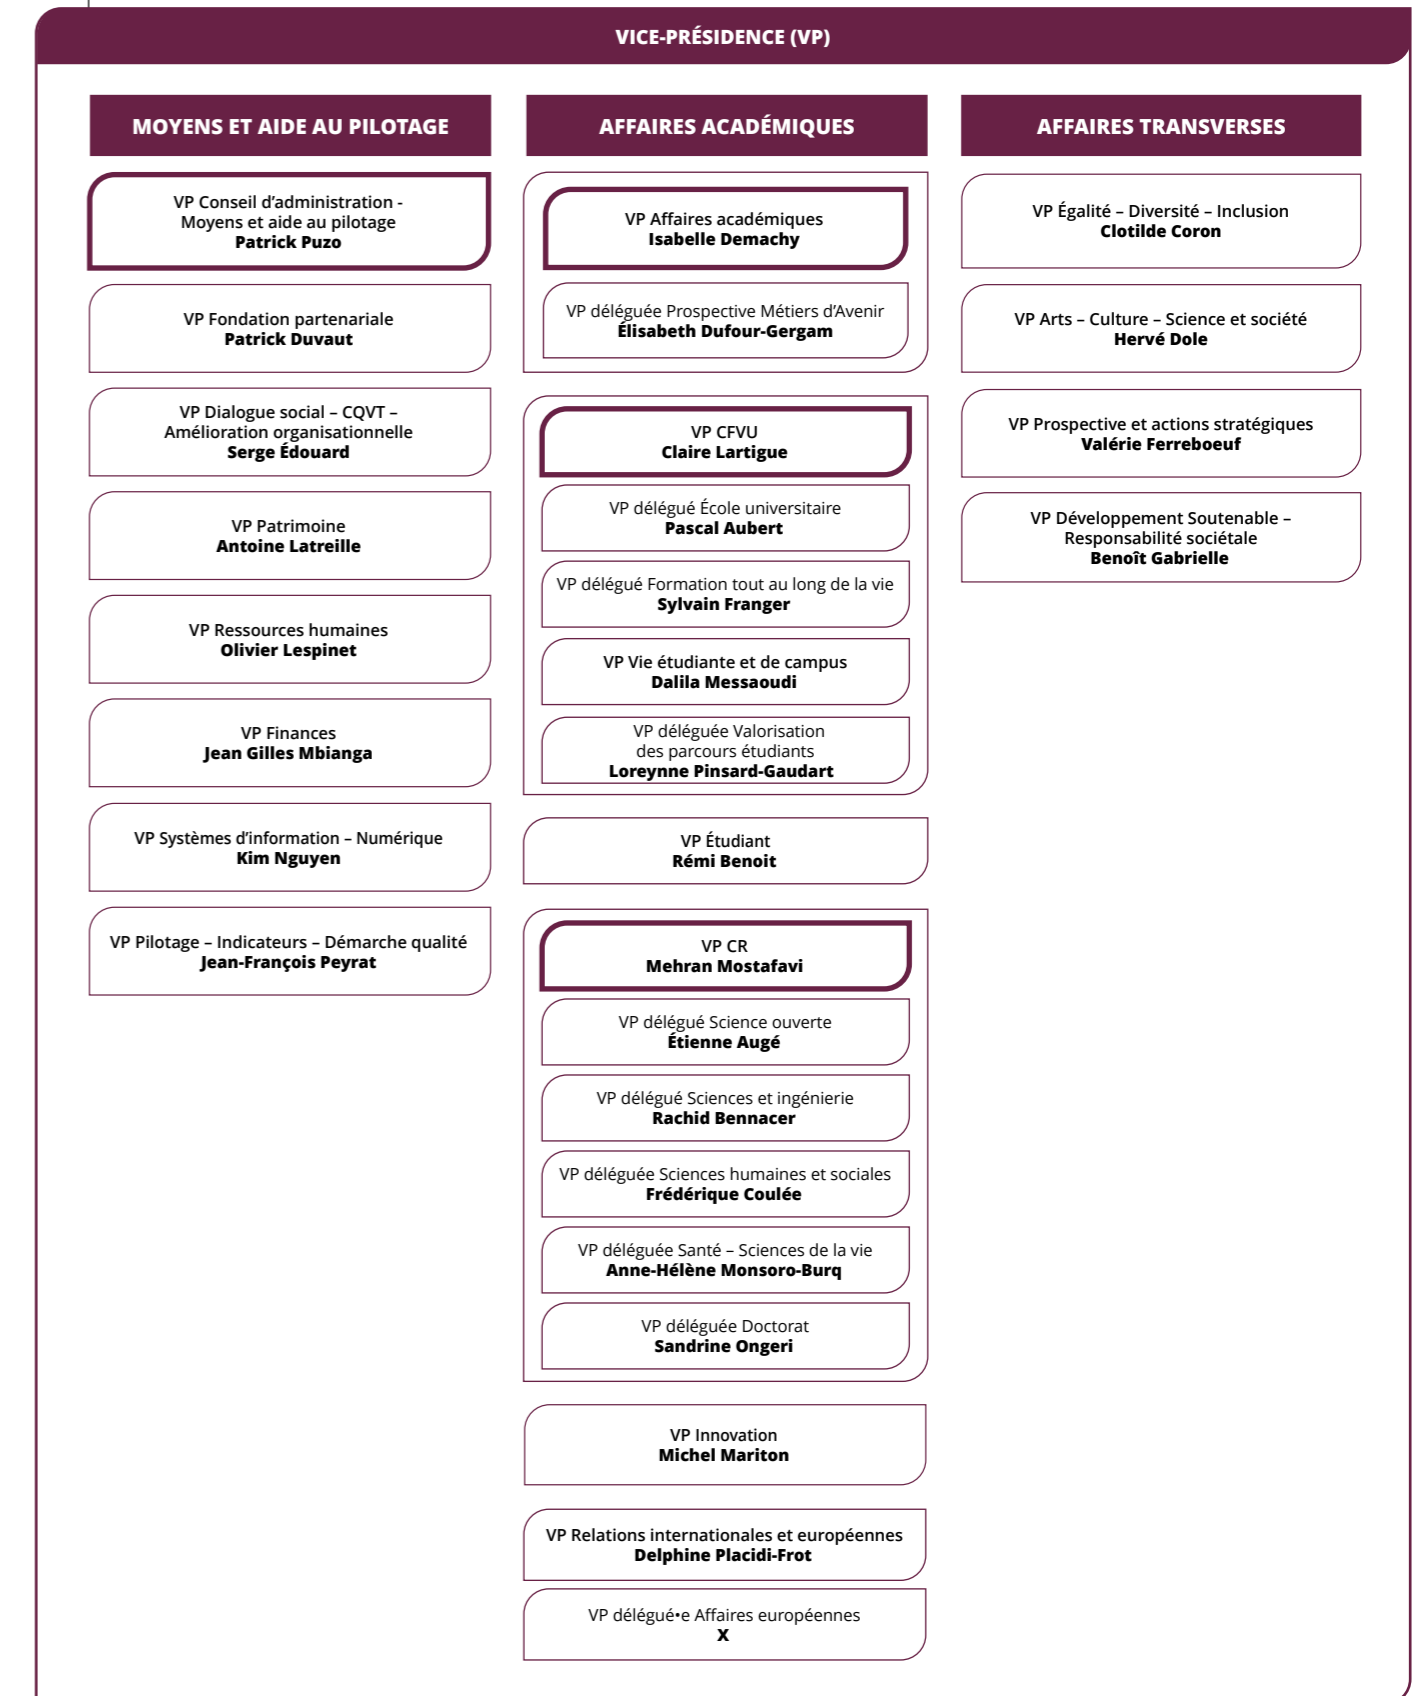 VICE-PRÉSIDENCE (VP)
MOYENS ET AIDE AU PILOTAGE
VP Conseil d’administration -
Moyens et aide au pilotage
Patrick Puzo
VP Fondation partenariale
Patrick Duvaut
VP Dialogue social – CQVT –
Amélioration organisationnelle
Serge Édouard
VP Patrimoine
Antoine Latreille
VP Ressources humaines
Olivier Lespinet
VP Finances
Jean Gilles Mbianga
VP Systèmes d’information – Numérique
Kim Nguyen
VP Pilotage – Indicateurs – Démarche qualité
Jean-François Peyrat
AFFAIRES ACADÉMIQUES
VP Affaires académiques
Isabelle Demachy
VP déléguée Prospective Métiers d’Avenir
Élisabeth Dufour-Gergam
VP CFVU
Claire Lartigue
VP délégué École universitaire
Pascal Aubert
VP délégué Formation tout au long de la vie
Sylvain Franger
VP Vie étudiante et de campus
Dalila Messaoudi
VP déléguée Valorisation
des parcours étudiants
Loreynne Pinsard-Gaudart
VP Étudiant
Rémi Benoit
VP CR
Mehran Mostafavi
VP délégué Science ouverte
Étienne Augé
VP délégué Sciences et ingénierie
Rachid Bennacer
VP déléguée Sciences humaines et sociales
Frédérique Coulée
VP déléguée Santé – Sciences de la vie
Anne-Hélène Monsoro-Burq
VP déléguée Doctorat
Sandrine Ongeri
VP Innovation
Michel Mariton
VP Relations internationales et européennes
Delphine Placidi-Frot
VP délégué•e Affaires européennes
X
AFFAIRES TRANSVERSES
VP Égalité – Diversité – Inclusion
Clotilde Coron
VP Arts – Culture – Science et société
Hervé Dole
VP Prospective et actions stratégiques
Valérie Ferreboeuf
VP Développement Soutenable –
Responsabilité sociétale
Benoît Gabrielle